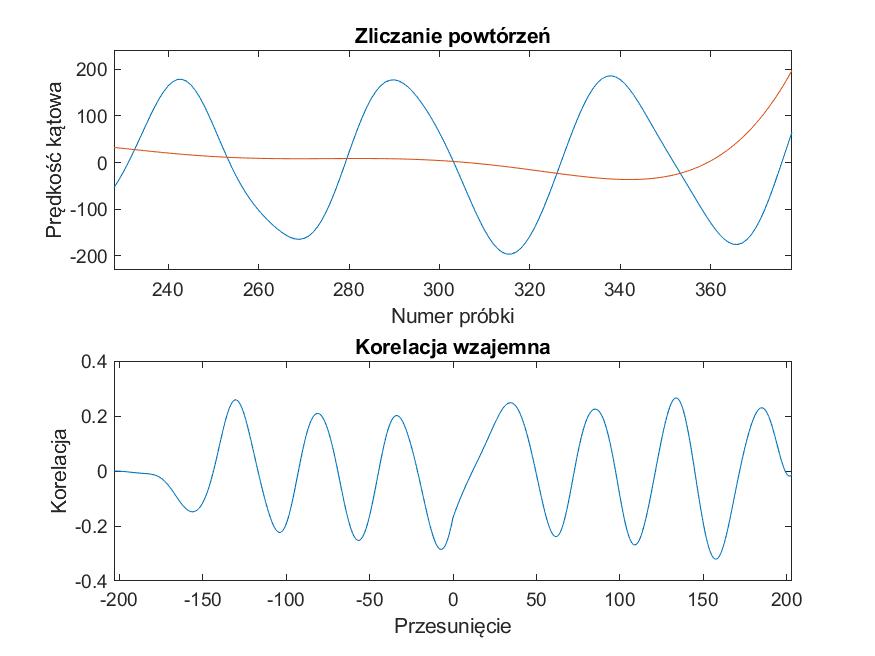 Zliczanie powtórzeń
Prędkość kątowa
200
100
0
-100
-200
240 260 280 300 320 340 360
Numer próbki
Korelacja wzajemna
Korelacja
0.4
0.2
0
-0.2
-0.4
-200 -150 -100 -50 0 50 100 150 200
Przesunięcie